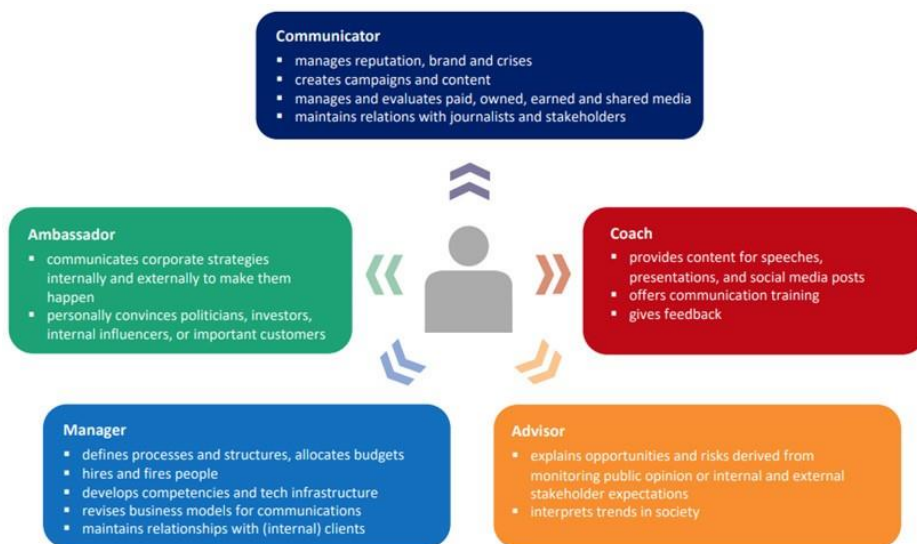 Communicator
▪ manages reputation, brand and crises
▪ creates campaigns and content
▪ manages and evaluates paid, owned, earned and shared media
▪ maintains relations with journalists and stakeholders
Ambassador
▪ communicates corporate strategies
internally and externally to make them
happen
▪ personally convinces politicians, investors,
internal influencers, or important customers
Coach
▪ provides content for speeches,
presentations, and social media posts
▪ offers communication training
▪ gives feedback
Manager
▪ defines processes and structures, allocates budgets
▪ hires and fires people
▪ develops competencies and tech infrastructure
▪ revises business models for communications
▪ maintains relationships with (internal) clients
Advisor
▪ explains opportunities and risks derived from
monitoring public opinion or internal and external
stakeholder expectations
▪ interprets trends in society